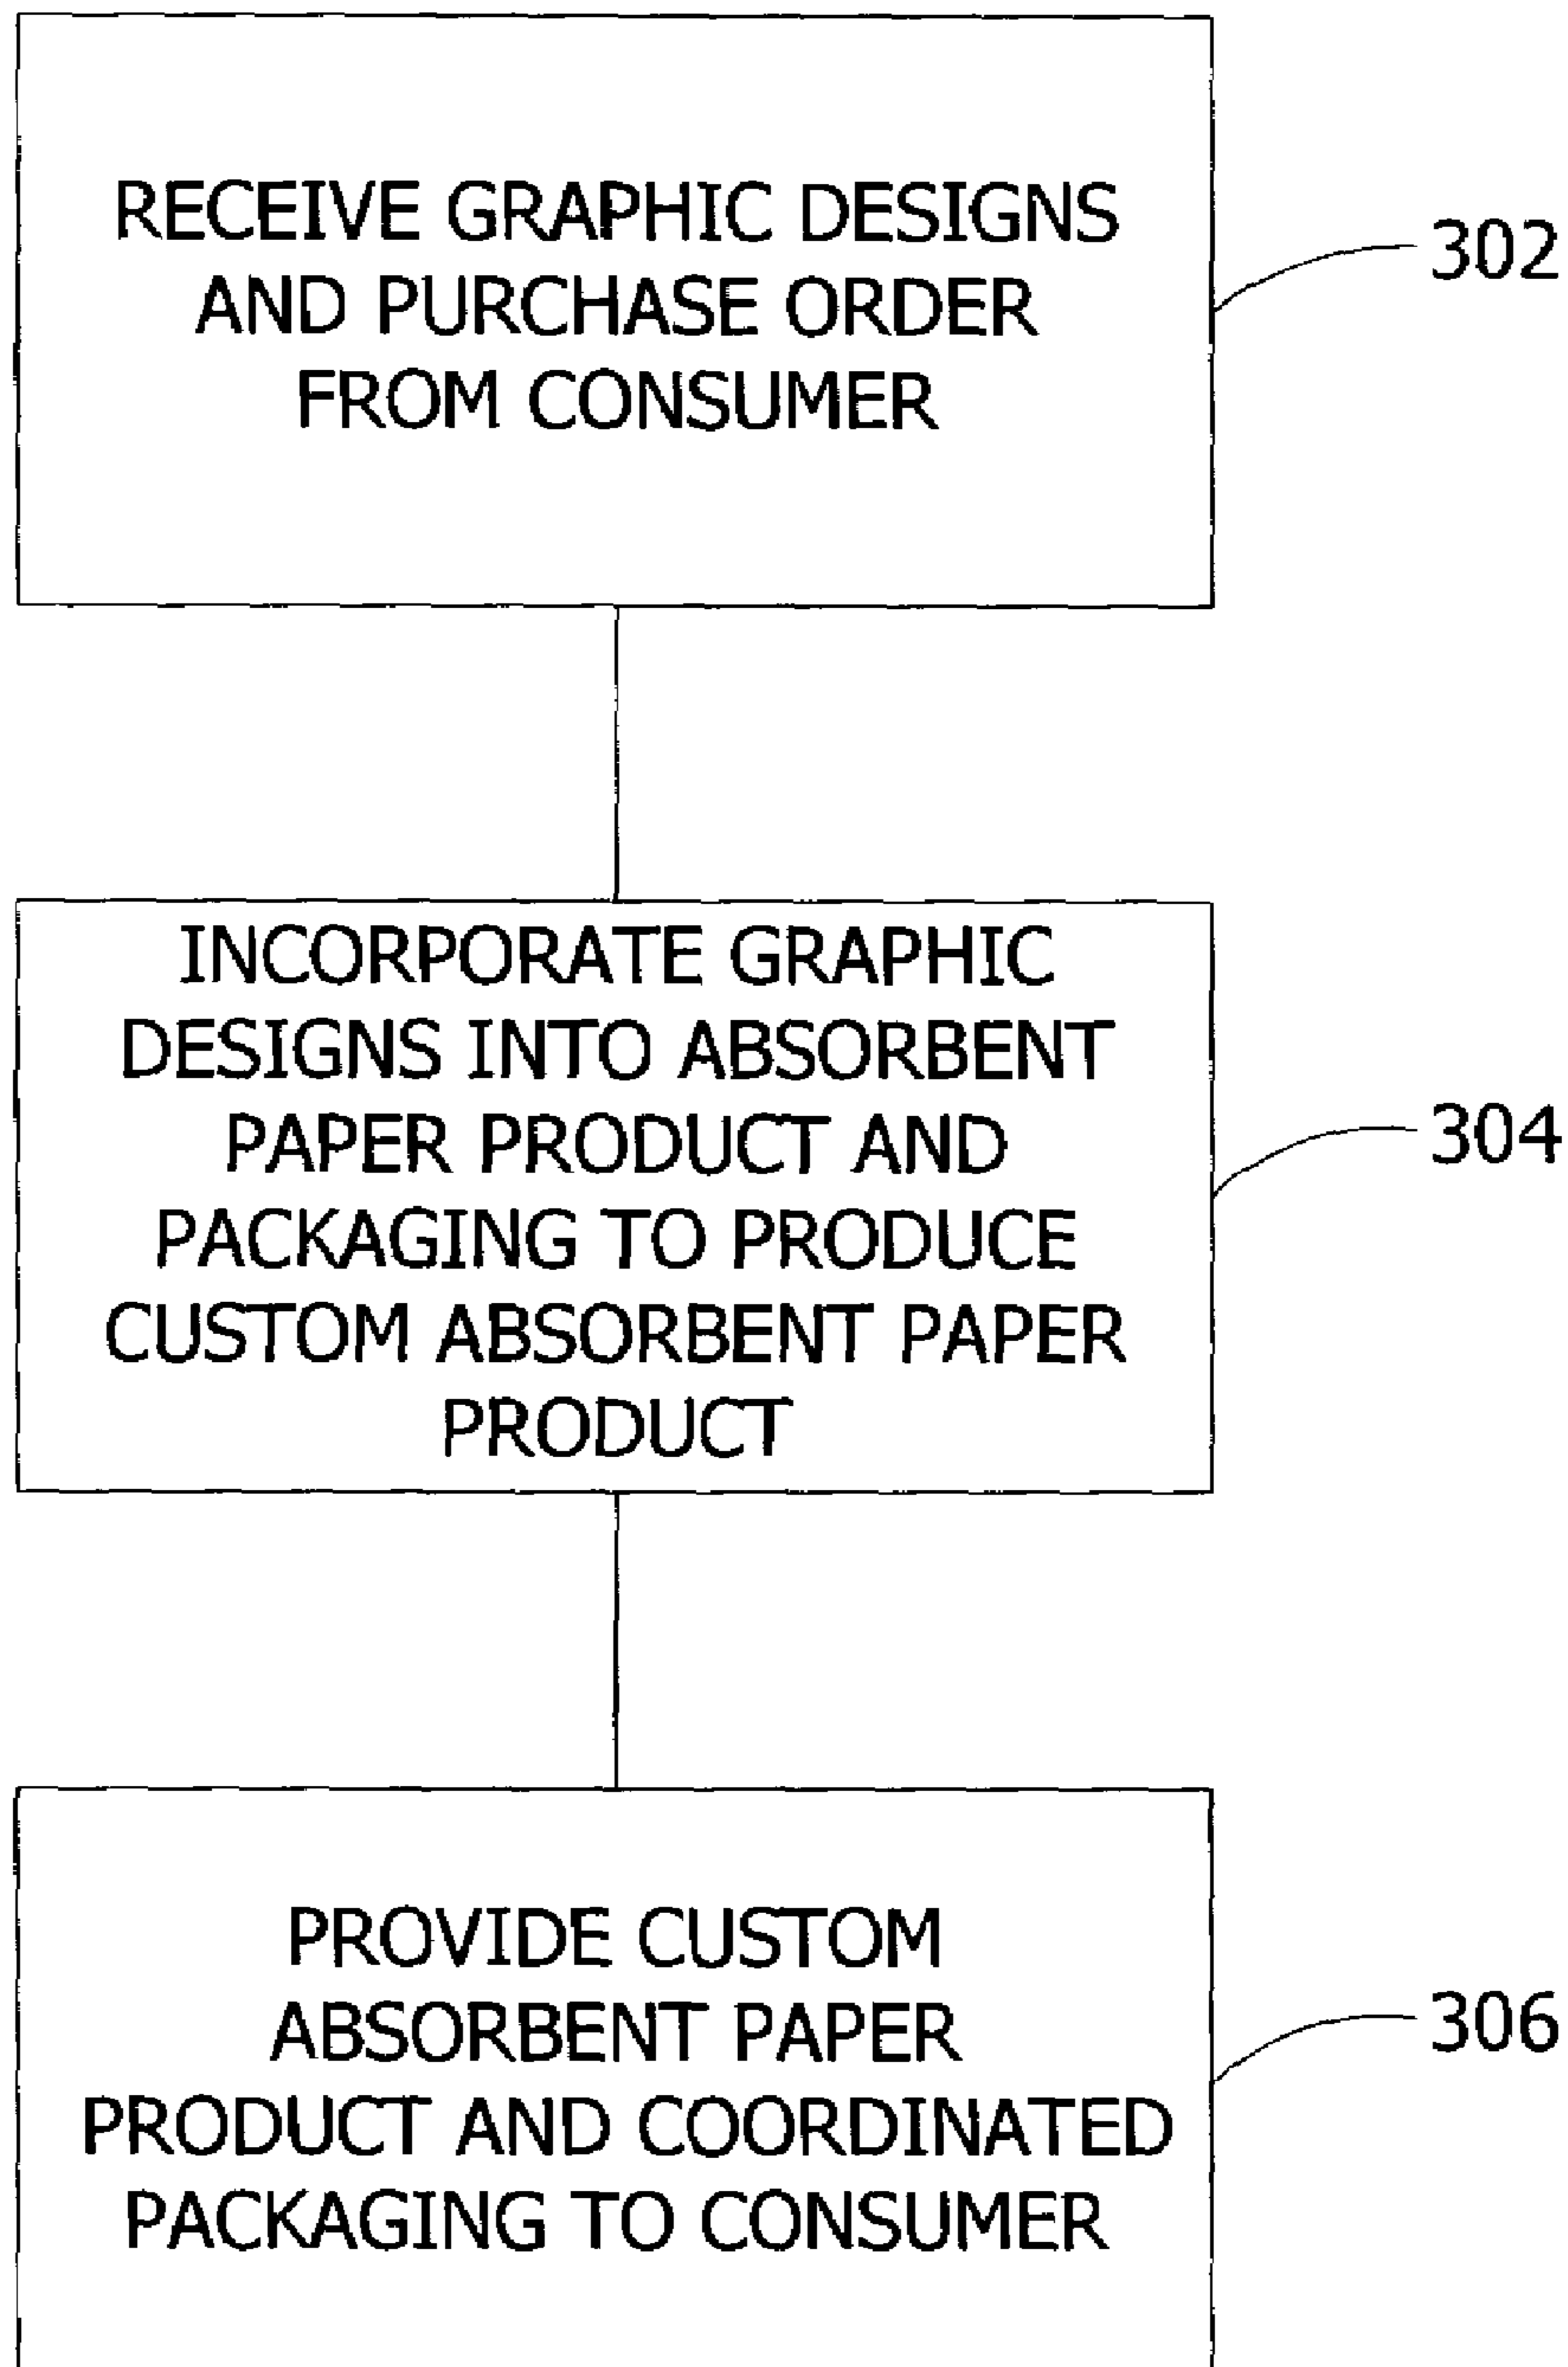 RECEIVE GRAPHIC DESIGNS
AND PURCHASE ORDER
FROM CONSUMER
302
INCORPORATE GRAPHIC
DESIGNS INTO ABSORBENT
PAPER PRODUCT AND
PACKAGING TO PRODUCE
CUSTOM ABSORBENT PAPER
PRODUCT
304
PROVIDE CUSTOM
ABSORBENT PAPER
PRODUCT AND COORDINATED
PACKAGING TO CONSUMER
306